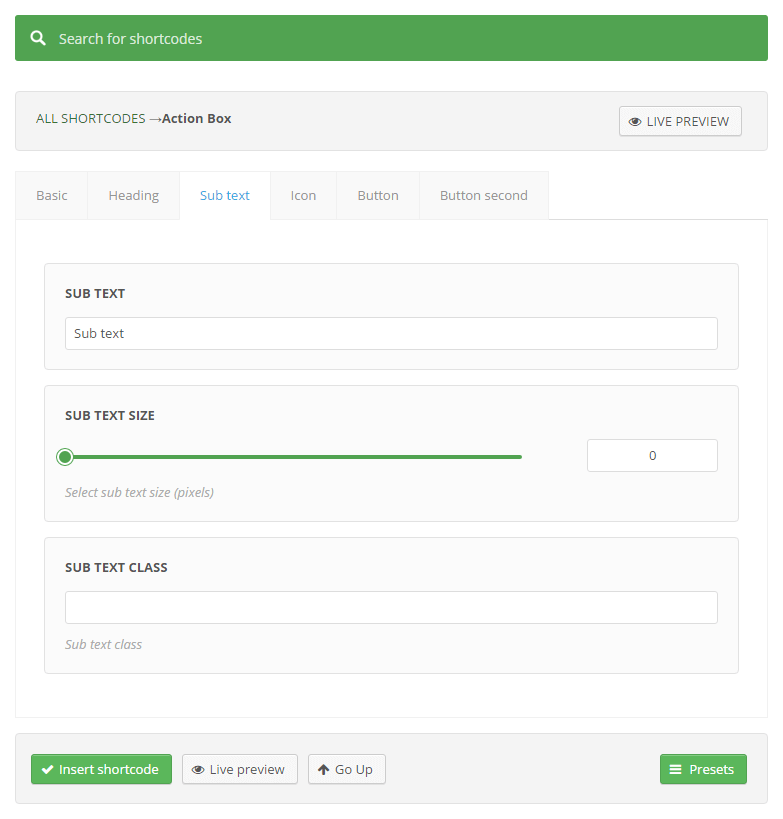 Search for shortcodes
ALL SHORTCODES →Action Box
LIVE PREVIEW
Basic Heading Sub text Icon Button Button second
SUB TEXT
Sub text
SUB TEXT SIZE
0
Select sub text size (pixels)
SUB TEXT CLASS
Sub text class
Insert shortcode Live preview Go Up Presets